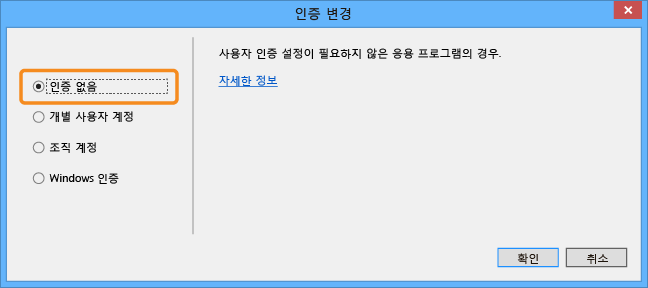 인증 변경
인증 없음
개별 사용자 계정
조직 계정
Windows 인증
사용자 인증 설정이 필요하지 않은 응용 프로그램의 경우.
자세한 정보
확인
취소